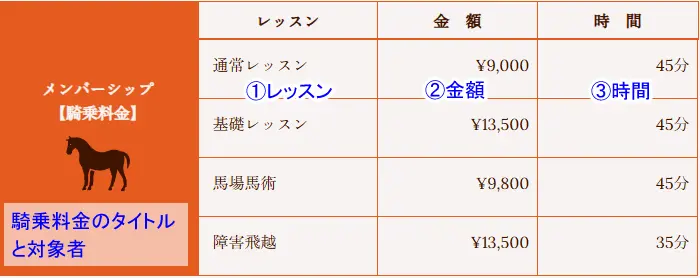 メンバーシップ
【騎乗料金】
騎乗料金のタイトル
と対象者
レッスン 金 額 時 間
通常レッスン ¥9,000 45分
①レッスン ②金額 ③時間
基礎レッスン ¥13,500 45分
馬場馬術 ¥9,800 45分
障害飛越 ¥13,500 35分